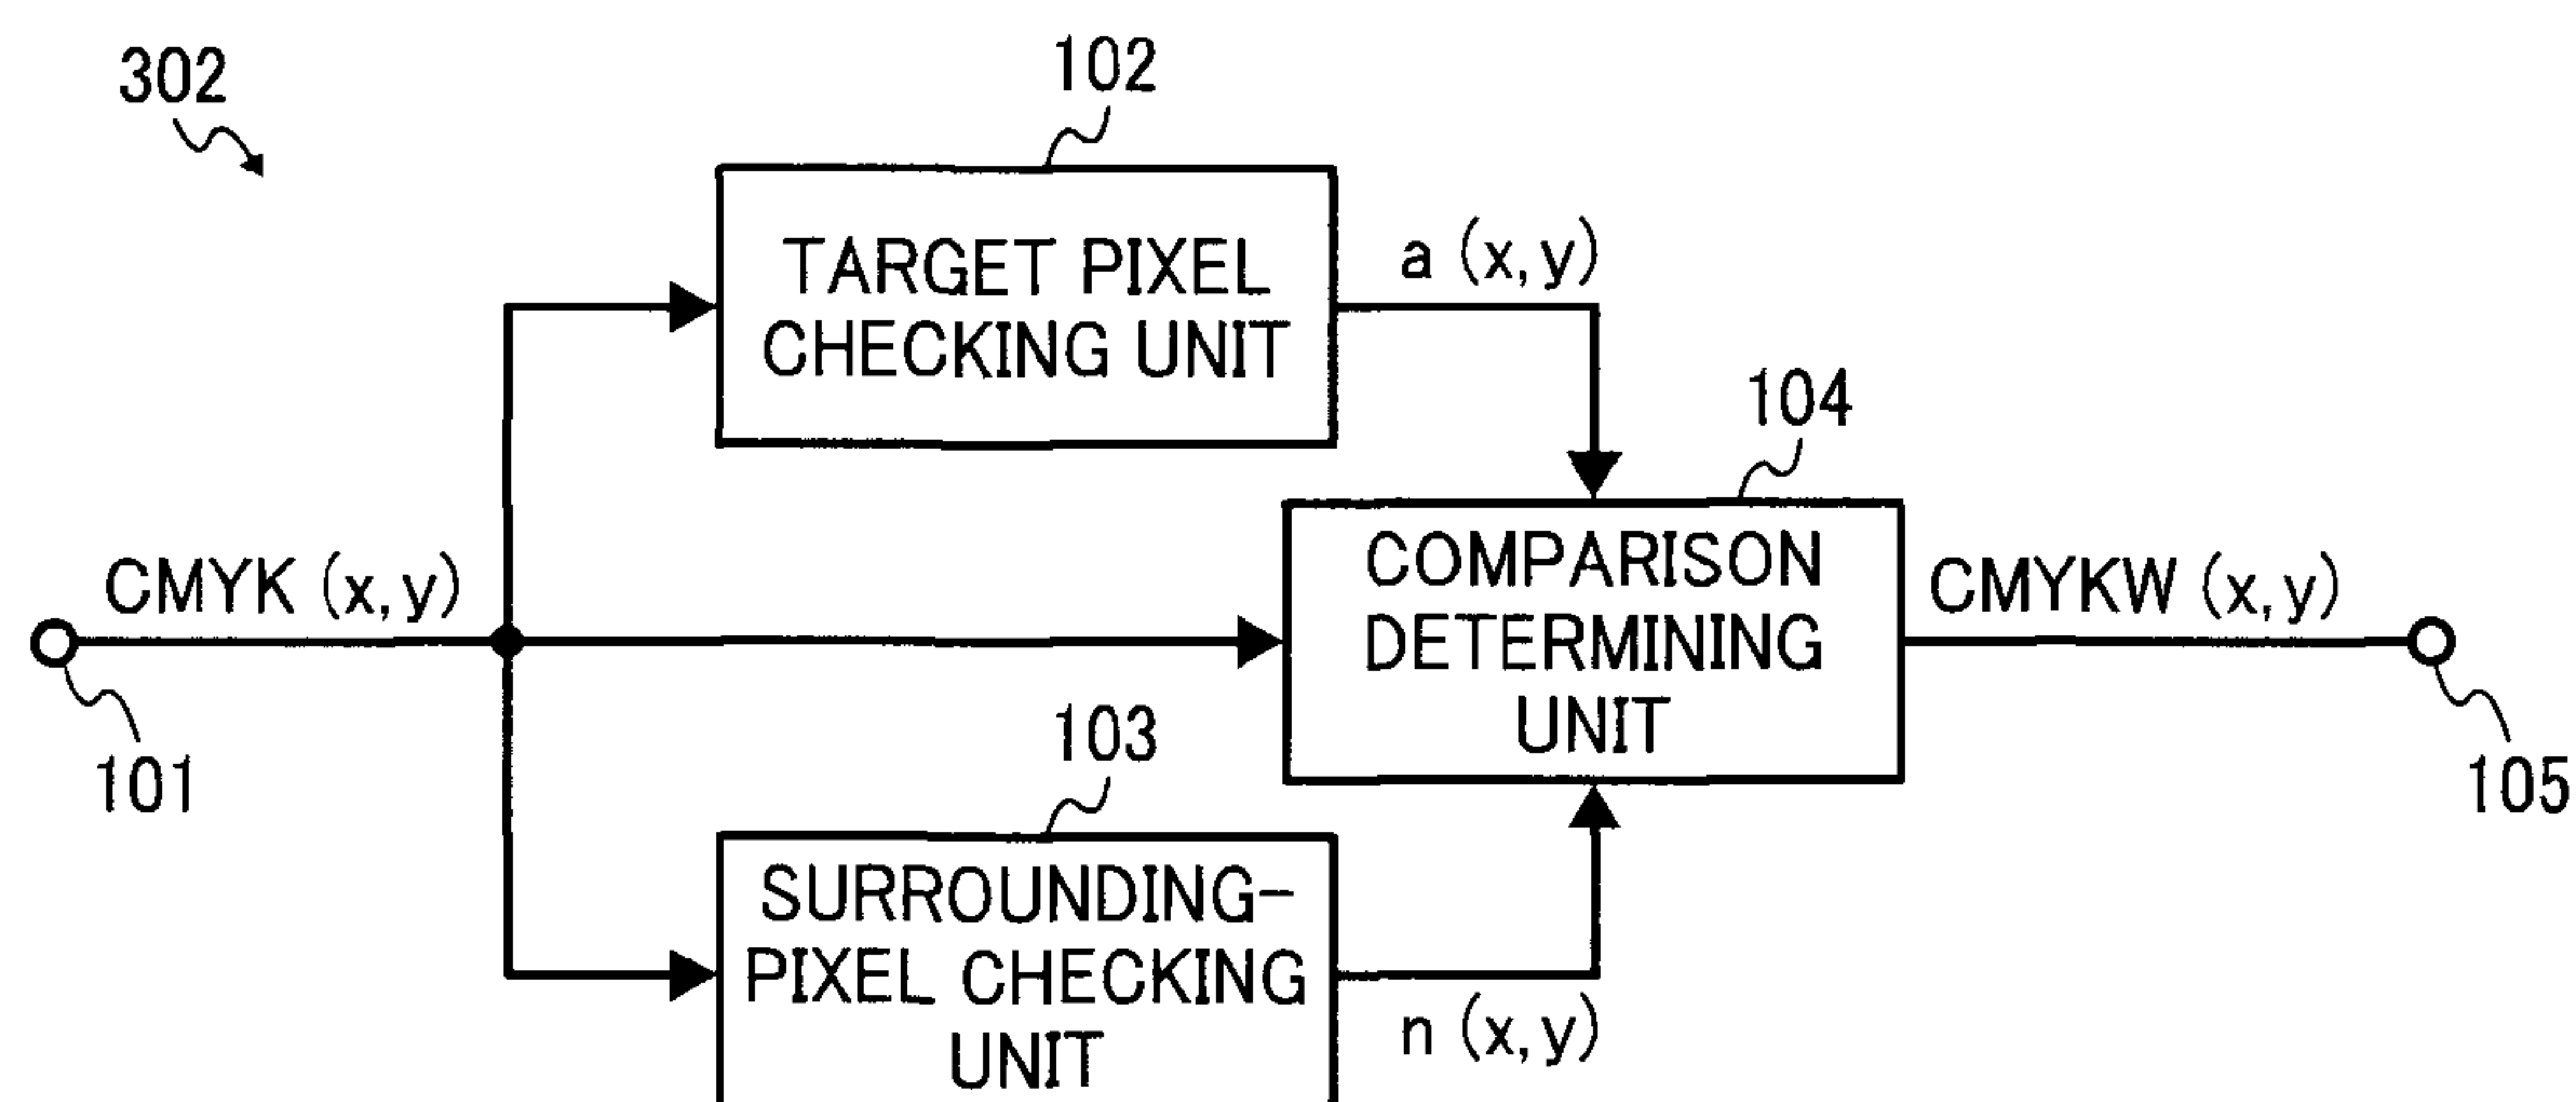 302
102
TARGET PIXEL
CHECKING UNIT
a (x, y)
104
COMPARISON
DETERMINING
UNIT
CMYK (x, y)
CMYKW (x, y)
101
105
103
SURROUNDING-
PIXEL CHECKING
UNIT
n (x, y)